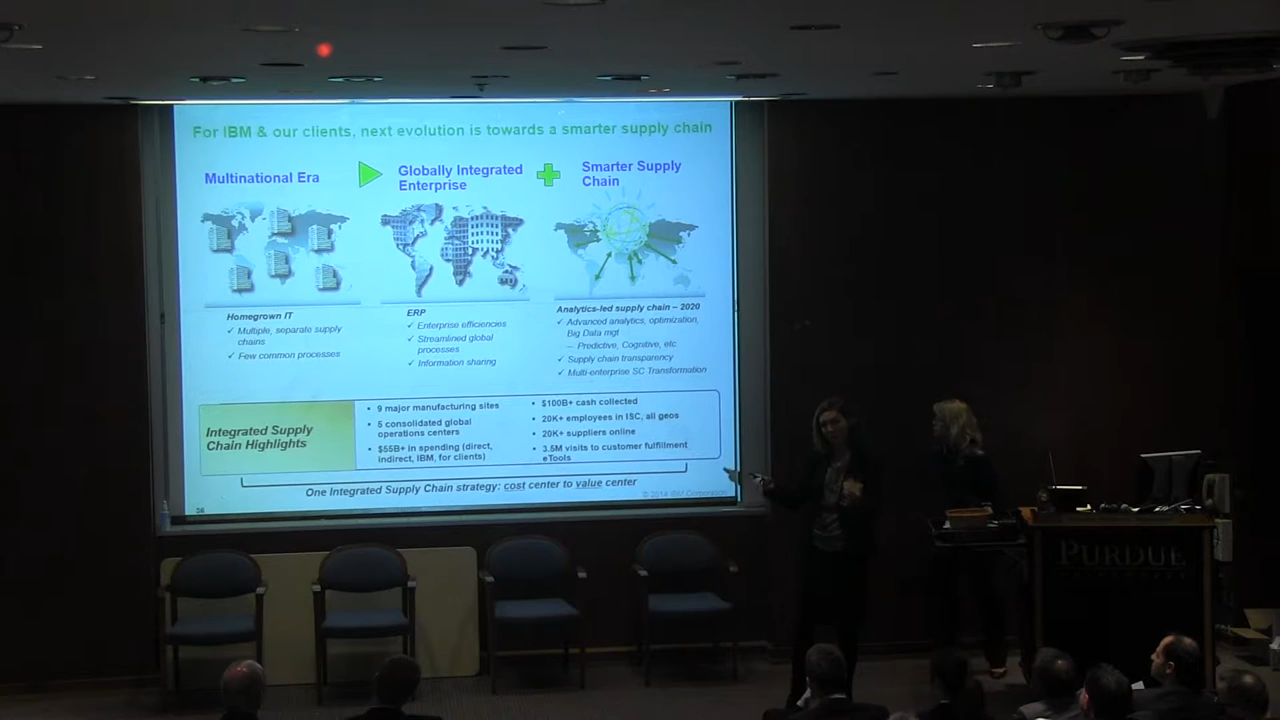 For IBM & our clients, next evolution is towards a smarter supply chain
Multinational Era
Globally Integrated
Enterprise
Smarter Supply
Chain
Homegrown IT
✓ Multiple, separate supply
chains
✓ Few common processes
ERP
✓ Enterprise efficiencies
✓ Streamlined global
processes
✓ Information sharing
Analytics-led supply chain – 2020
✓ Advanced analytics, optimization,
Big Data mgt
– Predictive, Cognitive, etc
✓ Supply chain transparency
✓ Multi-enterprise SC Transformation
Integrated Supply
Chain Highlights
• 9 major manufacturing sites
• 5 consolidated global
operations centers
• $55B+ in spending (direct,
indirect, IBM, for clients)
• $100B+ cash collected
• 20K+ employees in ISC, all geos
• 20K+ suppliers online
• 3.5M visits to customer fulfillment
eTools
One Integrated Supply Chain strategy: cost center to value center
36
© 2014 IBM Corporation
PURDUE